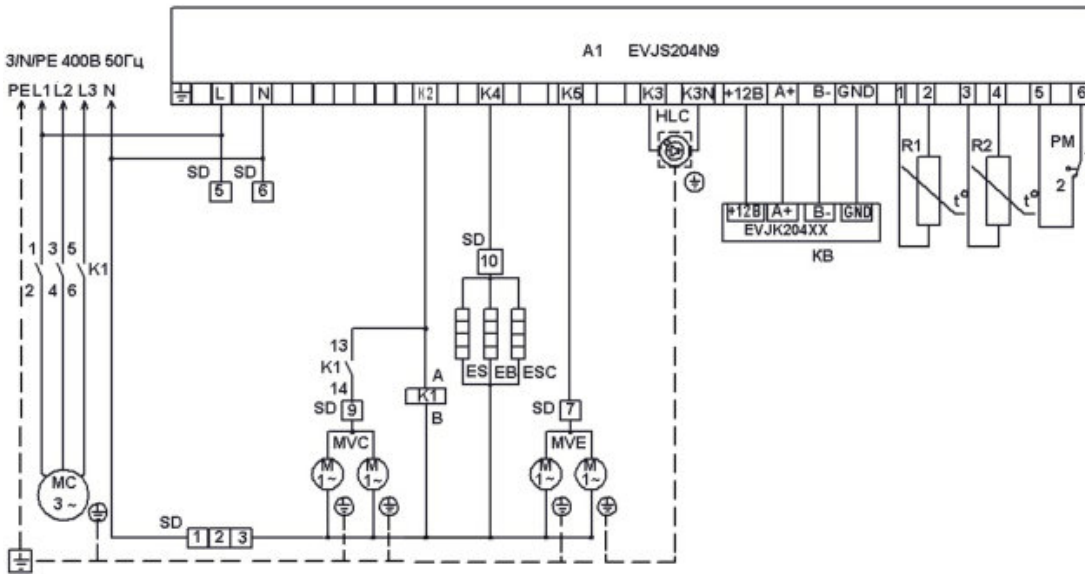 A1 EVJS204N9
3/N/PE 400В 50Гц
PE L1 L2 L3 N
L N K2 K4 K5 K3 K3N +12В A+ B- GND 1 2 3 4 5 6
HLC
SD 5 SD 6
R1 t° R2 t° PM 2
+12В A+ B- GND
EVJK204XX
KB
1 3 5 K1
2 4 6
SD 10
13
K1
14
A
K1
B
ES EB ESC
SD 9
SD 7
MVC
MVE
M 1~ M 1~
M 1~ M 1~
MC 3 ~
SD 1 2 3